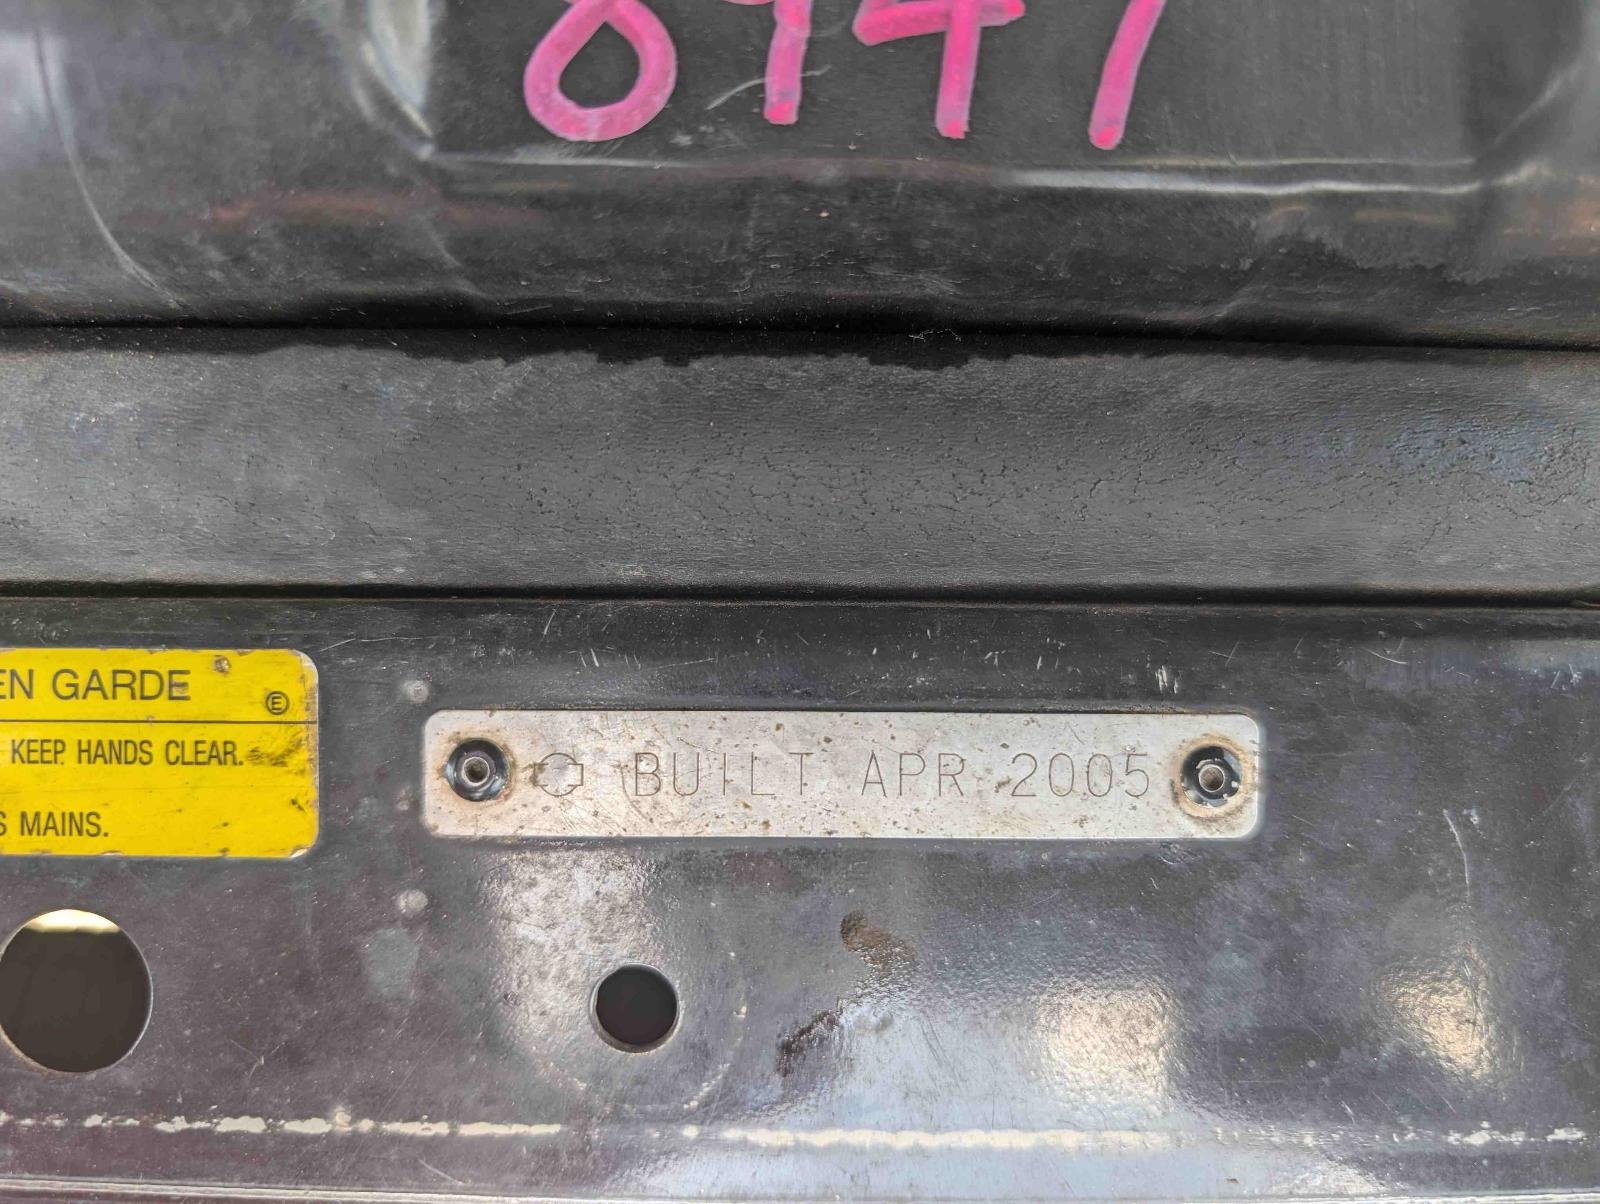 8947
EN GARDE
E
KEEP HANDS CLEAR.
S MAINS.
BUILT APR 2005